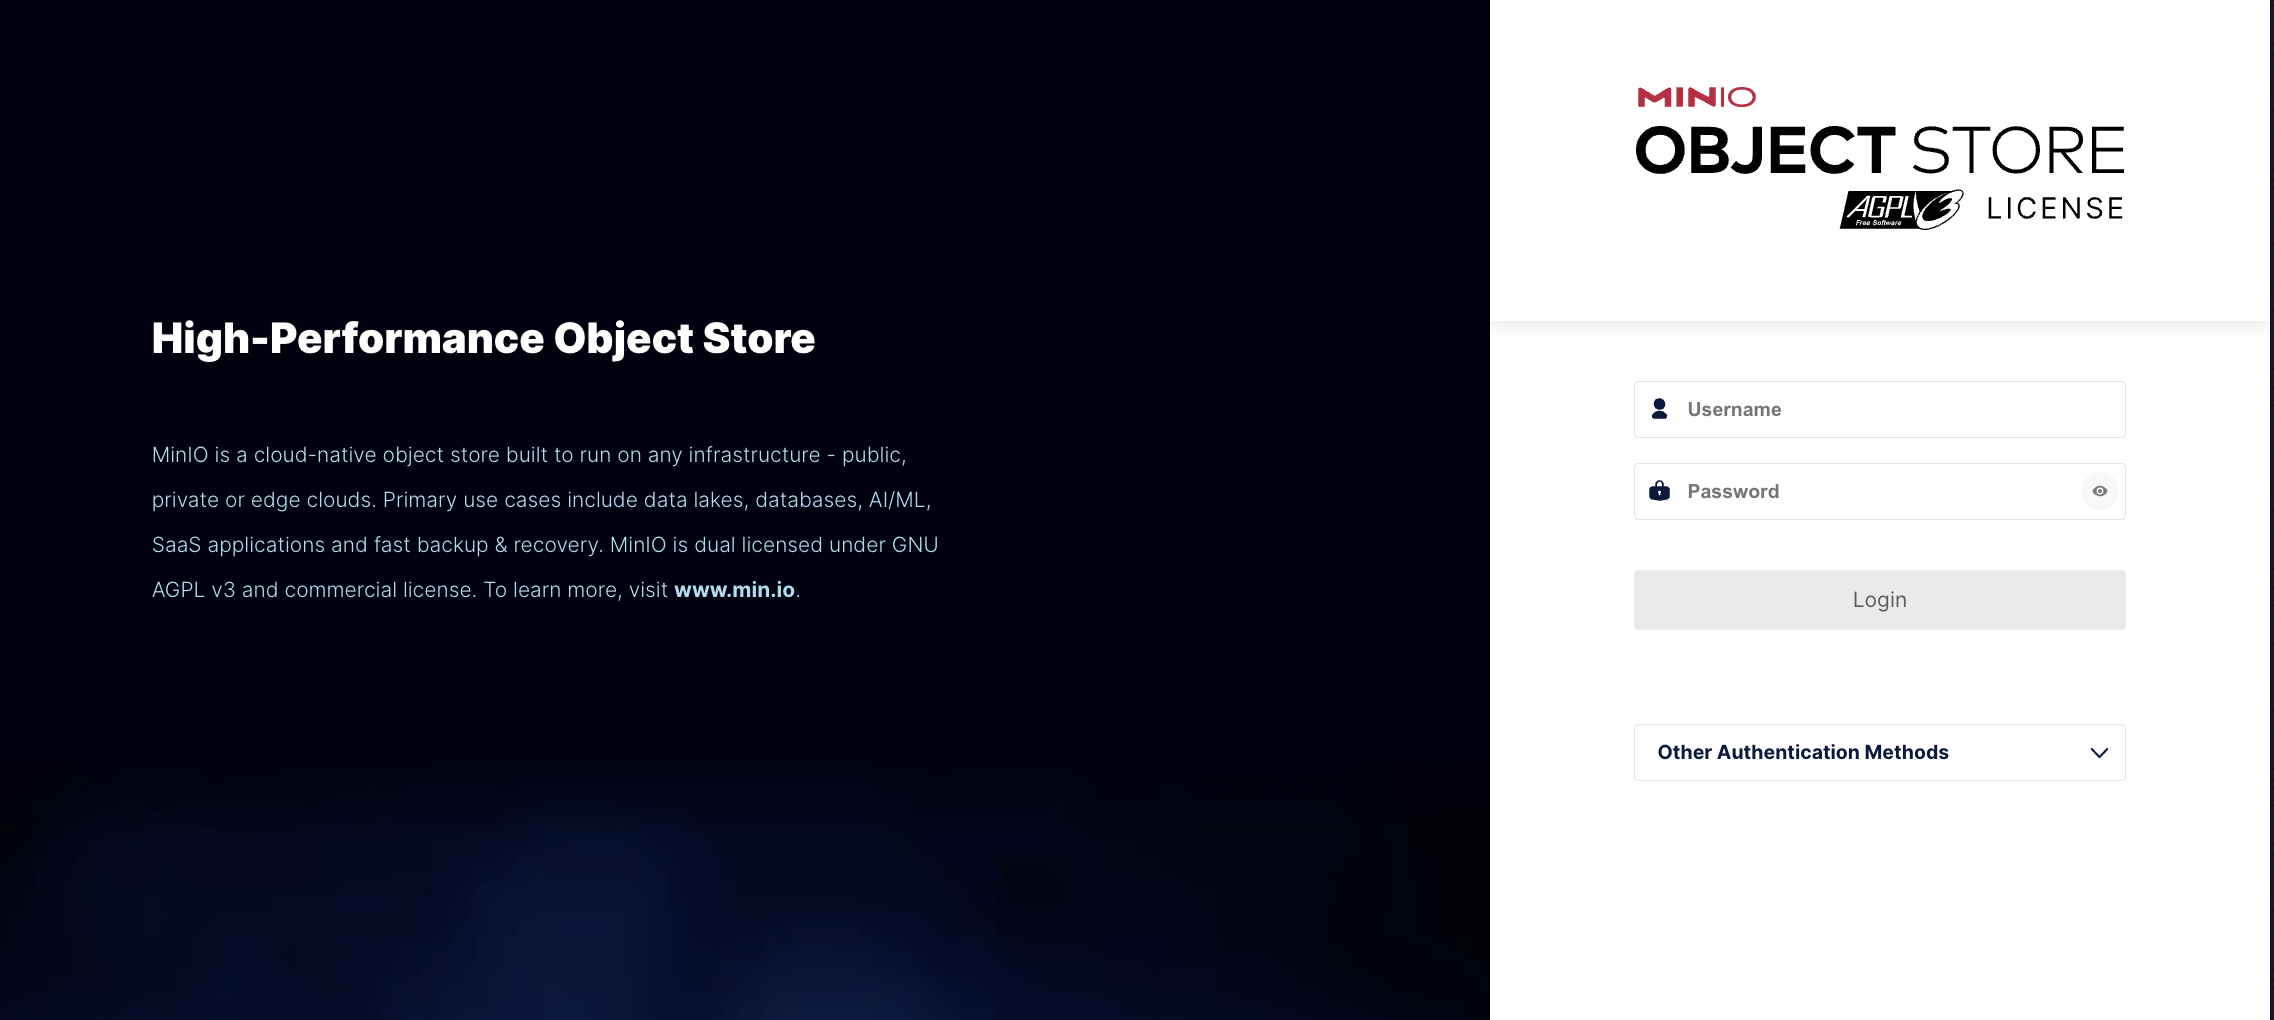 High-Performance Object Store
MinIO is a cloud-native object store built to run on any infrastructure - public,
private or edge clouds. Primary use cases include data lakes, databases, AI/ML,
SaaS applications and fast backup & recovery. MinIO is dual licensed under GNU
AGPL v3 and commercial license. To learn more, visit www.min.io.
MINIO
OBJECT STORE
AGPLv3 LICENSE
Free Software
Username
Password
Login
Other Authentication Methods